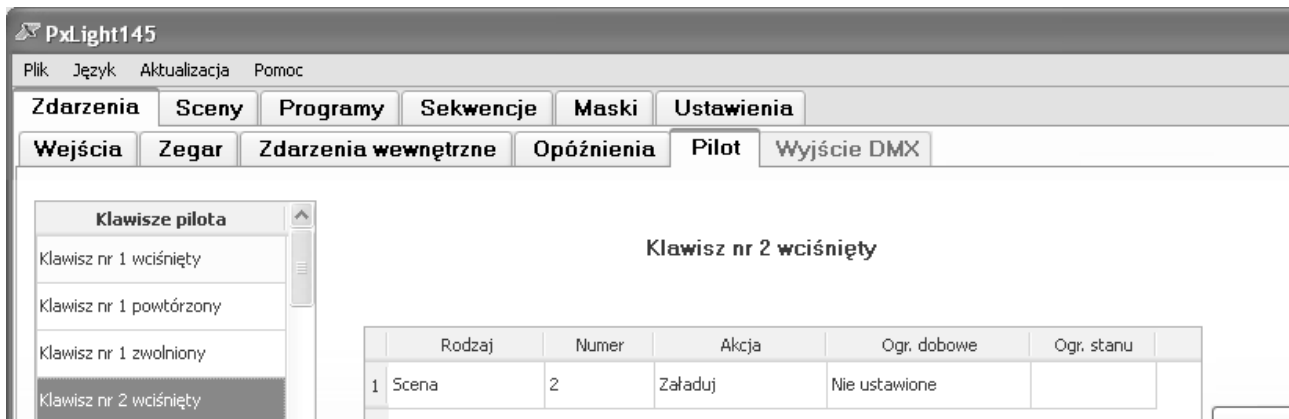 PxLight145
Plik Język Aktualizacja Pomoc
Zdarzenia Sceny Programy Sekwencje Maski Ustawienia
Wejścia Zegar Zdarzenia wewnętrzne Opóźnienia Pilot Wyjście DMX
Klawisze pilota
Klawisz nr 1 wciśnięty
Klawisz nr 1 powtórzony
Klawisz nr 1 zwolniony
Klawisz nr 2 wciśnięty
Klawisz nr 2 wciśnięty
Rodzaj Numer Akcja Ogr. dobowe Ogr. stanu
1 Scena 2 Załaduj Nie ustawione